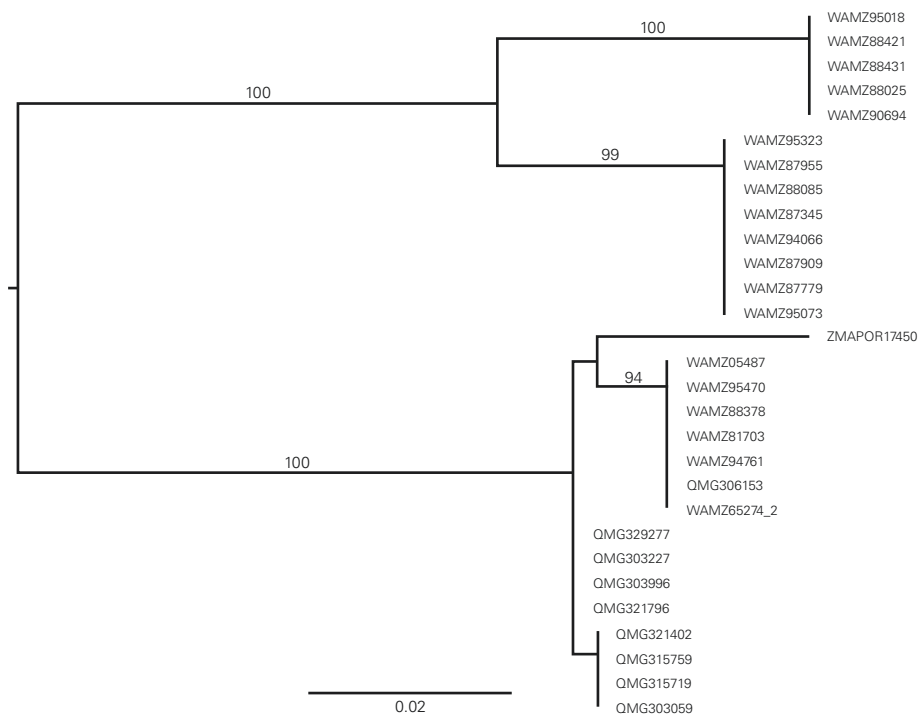 WAMZ95018
100
WAMZ88421
WAMZ88431
WAMZ88025
100
WAMZ90694
WAMZ95323
99
WAMZ87955
WAMZ88085
WAMZ87345
WAMZ94066
WAMZ87909
WAMZ87779
WAMZ95073
ZMAPOR17450
WAMZ05487
94
WAMZ95470
WAMZ88378
WAMZ81703
100
WAMZ94761
QMG306153
WAMZ65274_2
QMG329277
QMG303227
QMG303996
QMG321796
QMG321402
QMG315759
QMG315719
QMG303059
0.02